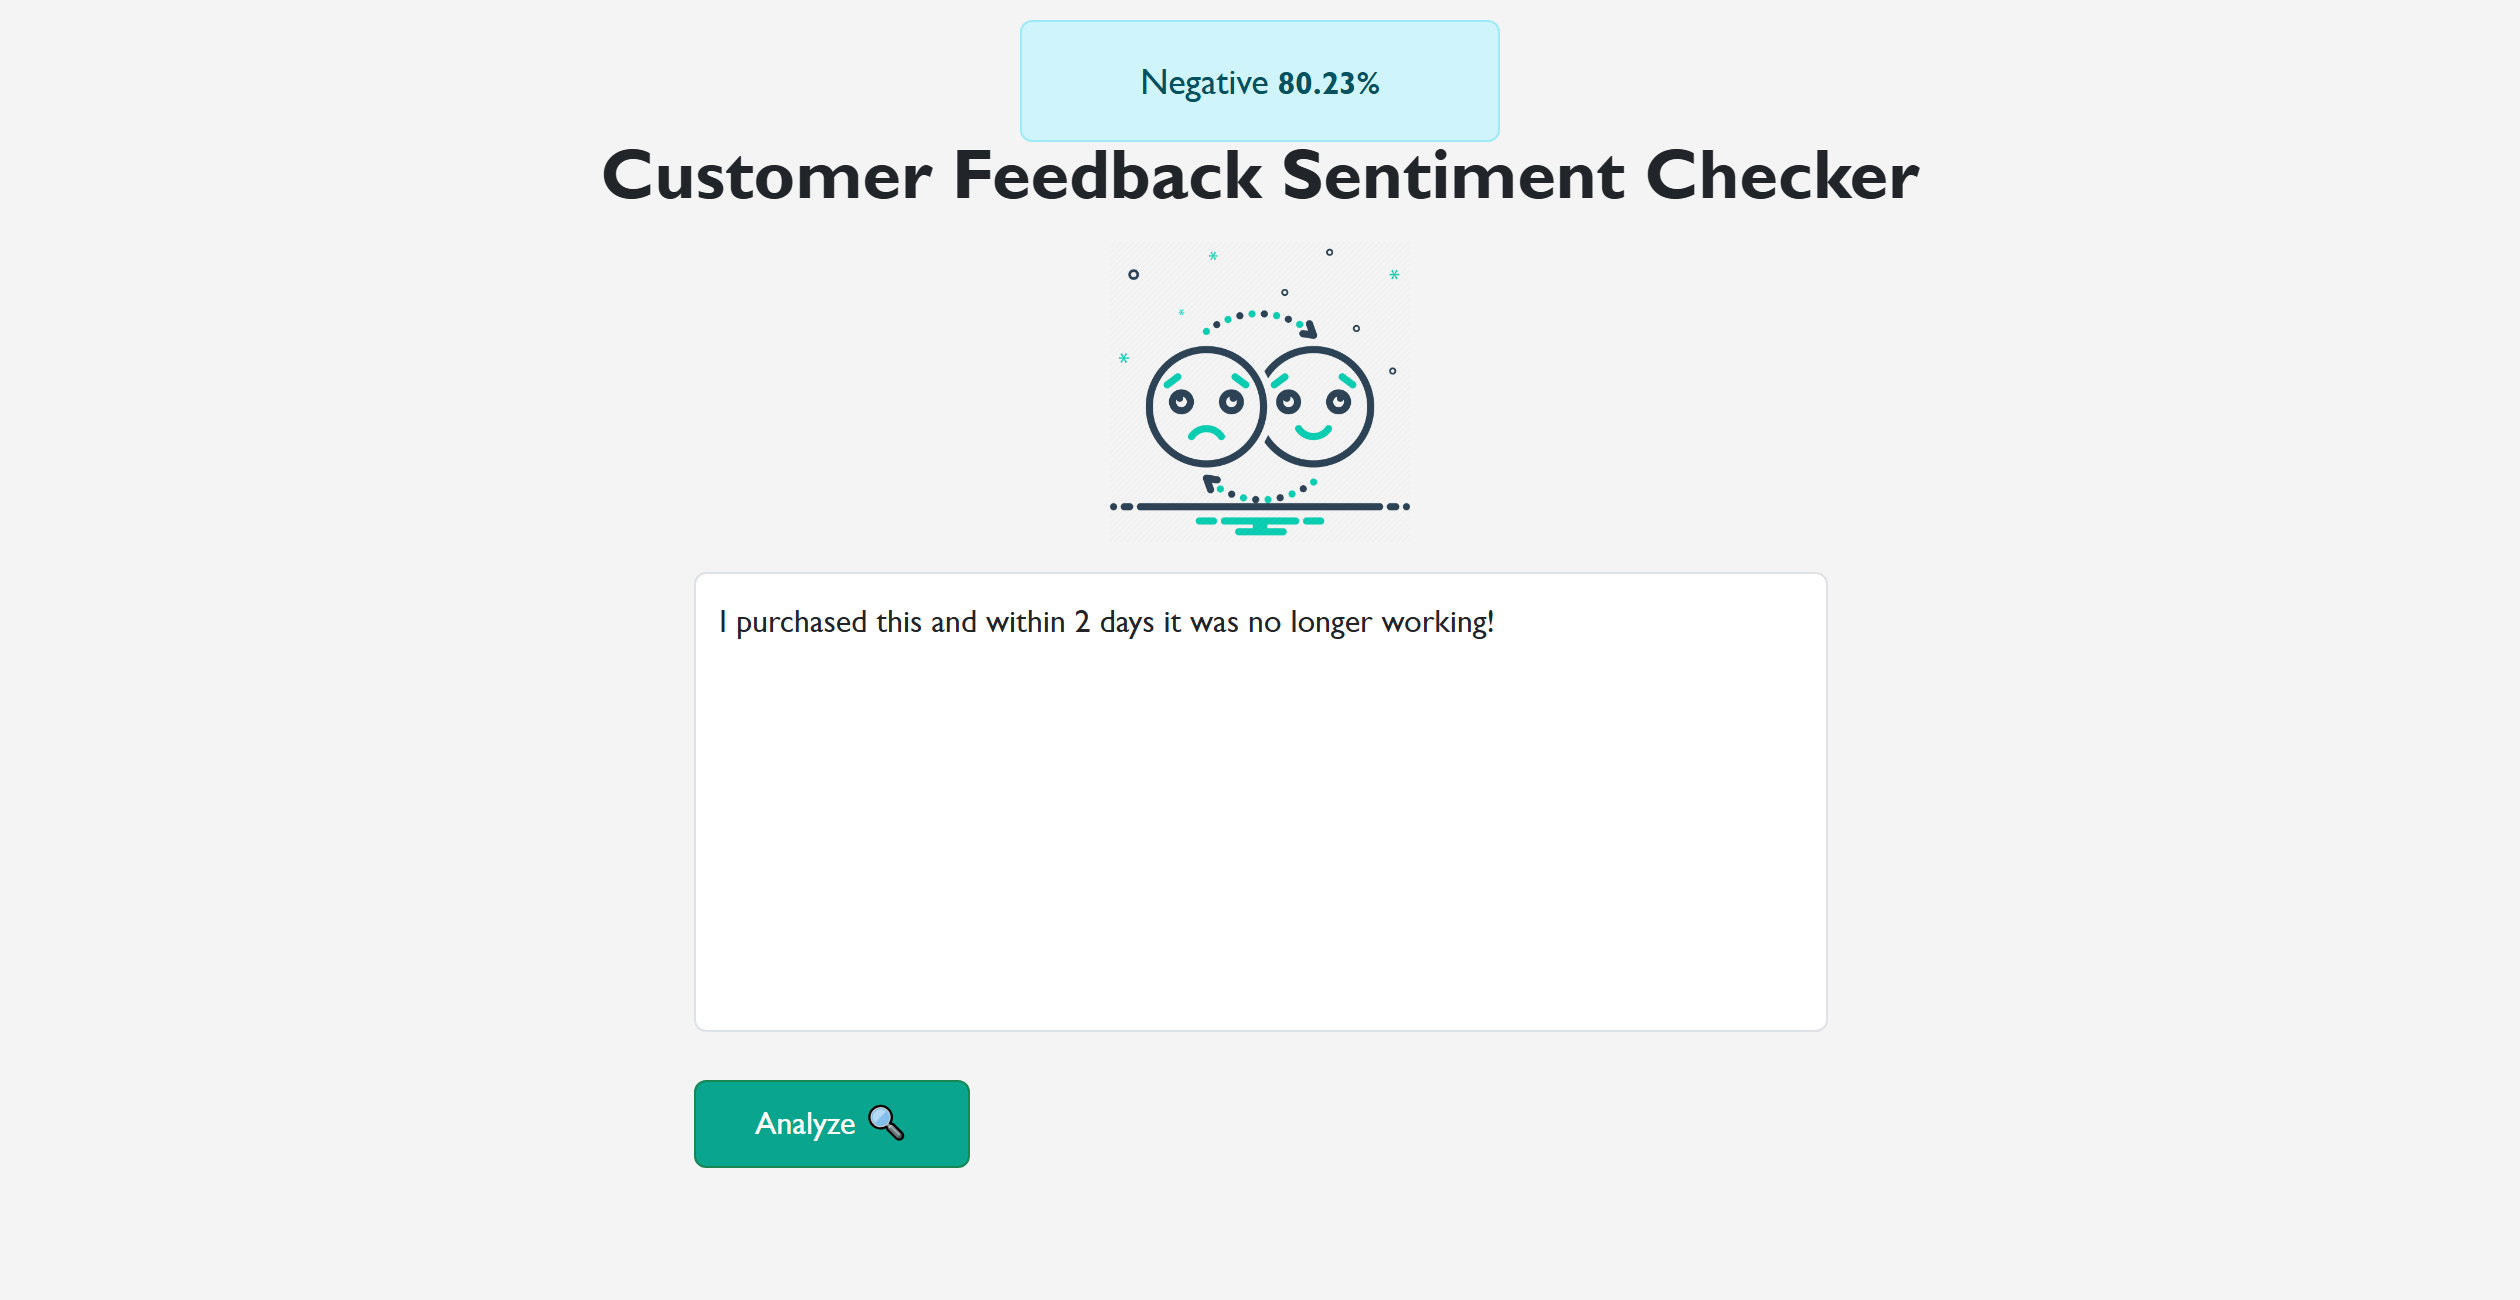 Negative 80.23%
Customer Feedback Sentiment Checker
I purchased this and within 2 days it was no longer working!
Analyze 🔍